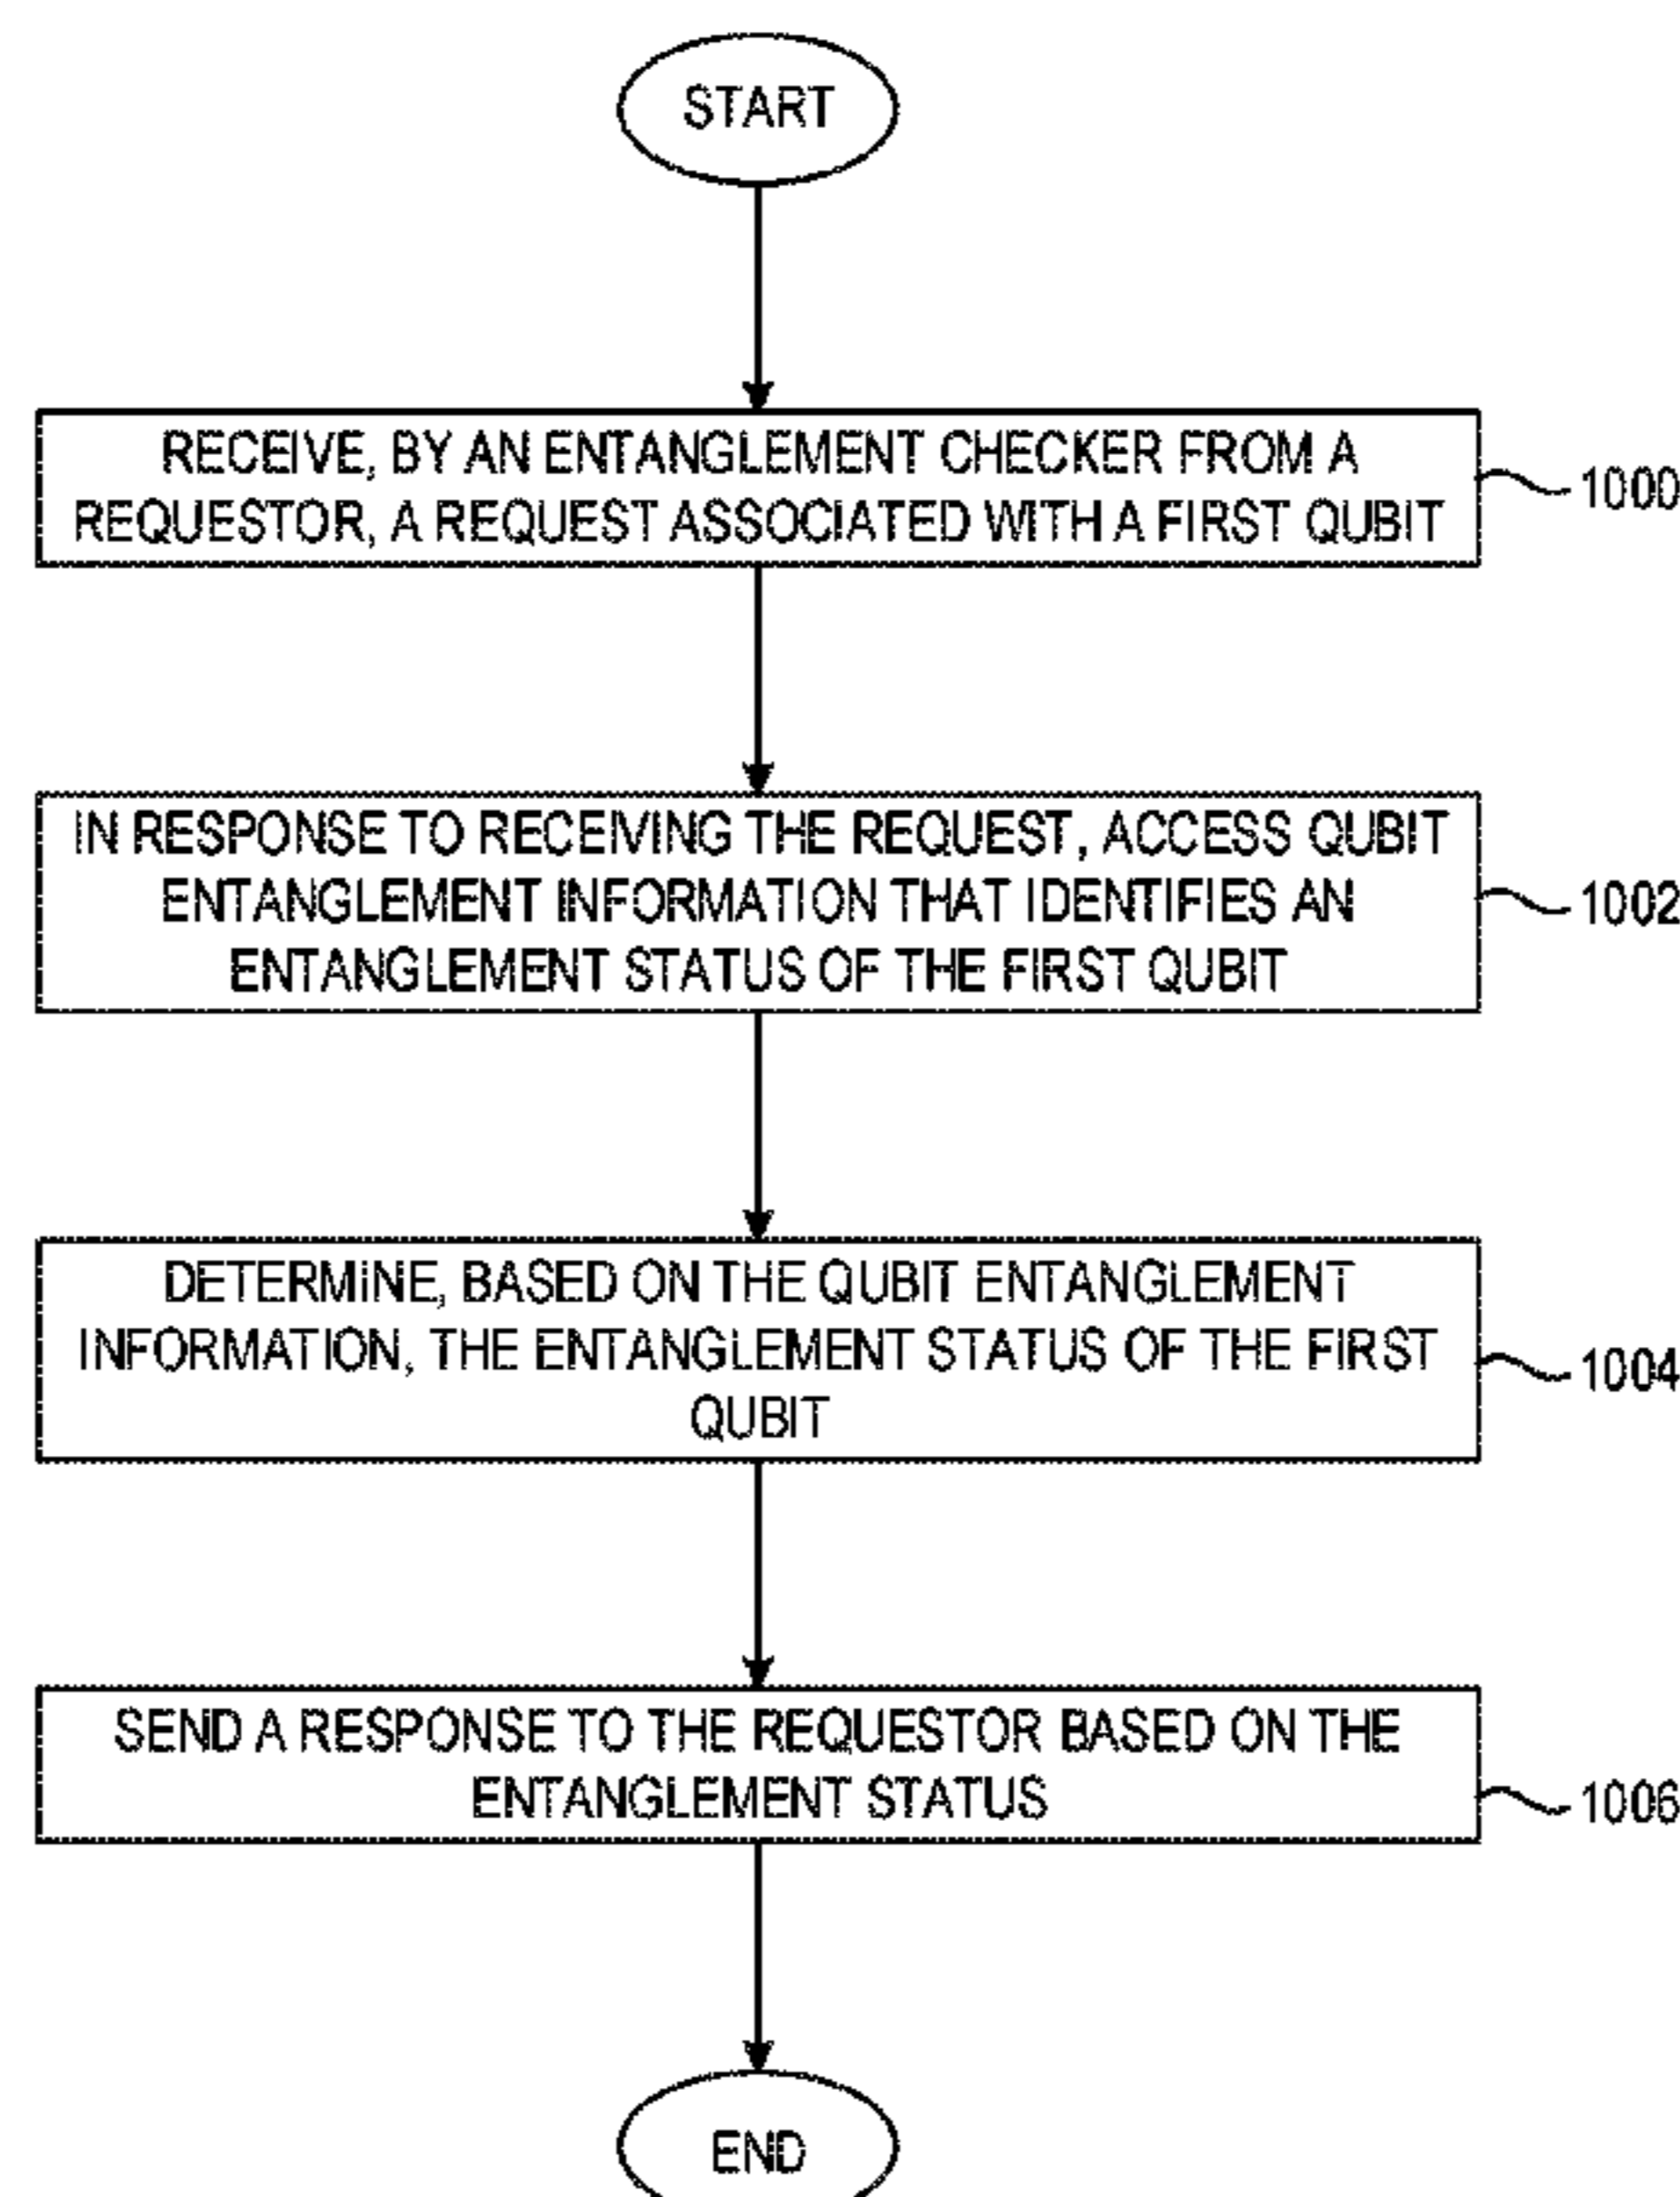 START
RECEIVE, BY AN ENTANGLEMENT CHECKER FROM A
REQUESTOR, A REQUEST ASSOCIATED WITH A FIRST QUBIT
1000
IN RESPONSE TO RECEIVING THE REQUEST, ACCESS QUBIT
ENTANGLEMENT INFORMATION THAT IDENTIFIES AN
ENTANGLEMENT STATUS OF THE FIRST QUBIT
1002
DETERMINE, BASED ON THE QUBIT ENTANGLEMENT
INFORMATION, THE ENTANGLEMENT STATUS OF THE FIRST
QUBIT
1004
SEND A RESPONSE TO THE REQUESTOR BASED ON THE
ENTANGLEMENT STATUS
1006
END